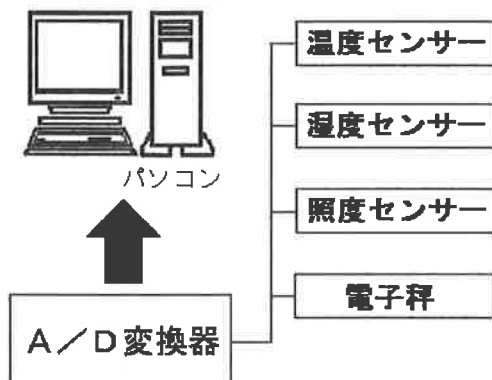 温度センサー
湿度センサー
パソコン
照度センサー
電子秤
A／D変換器